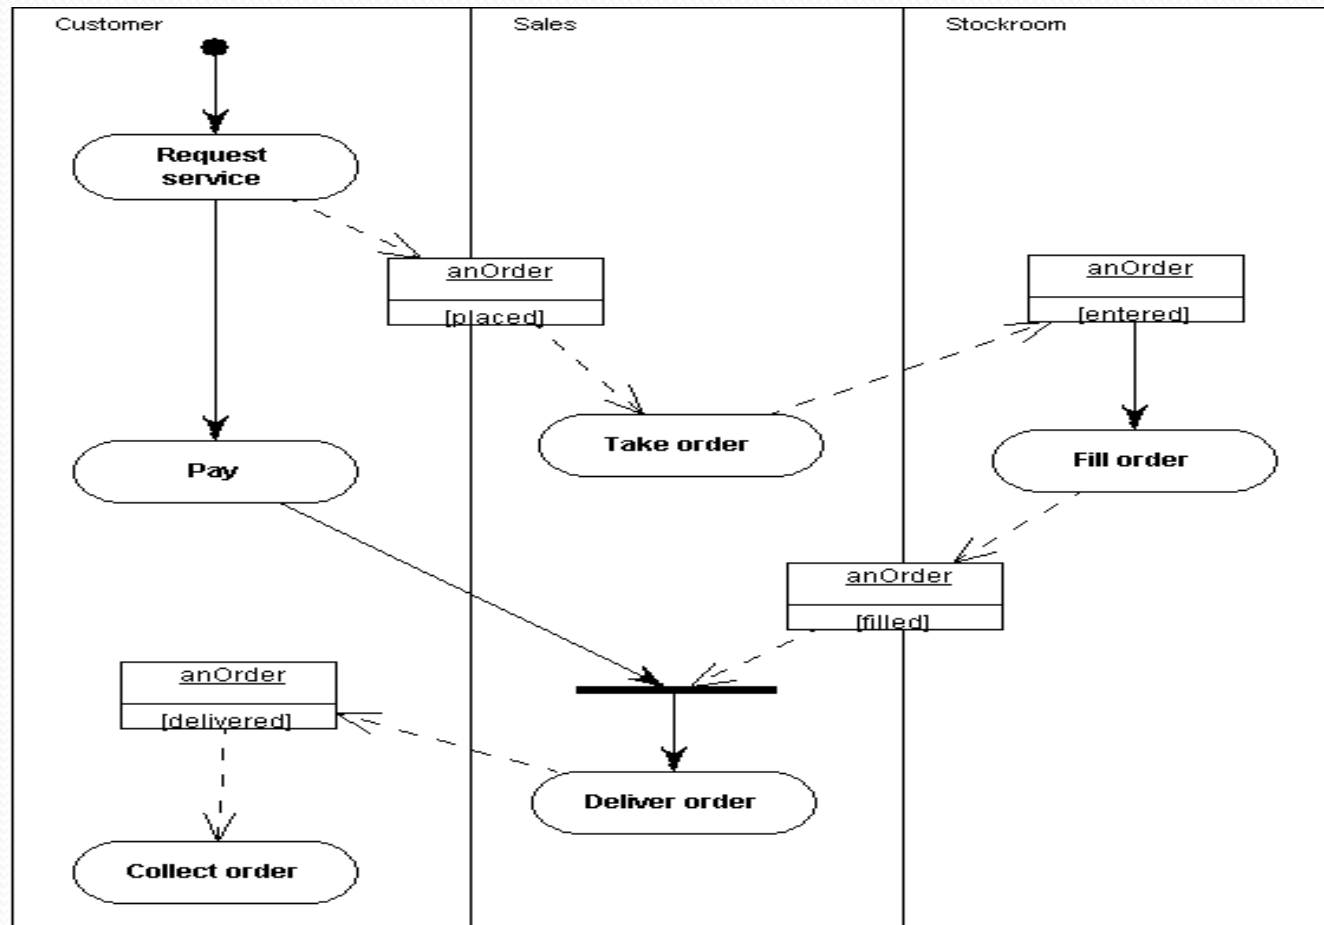 Customer
Sales
Stockroom
Request
service
anOrder
[placed]
anOrder
[entered]
Take order
Fill order
Pay
anOrder
[filled]
anOrder
[delivered]
Deliver order
Collect order